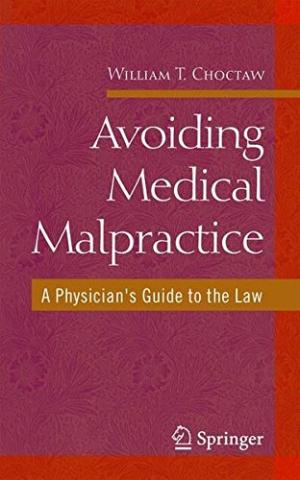 WILLIAM T. CHOCTAW
Avoiding
Medical
Malpractice
A Physician's Guide to the Law
Springer